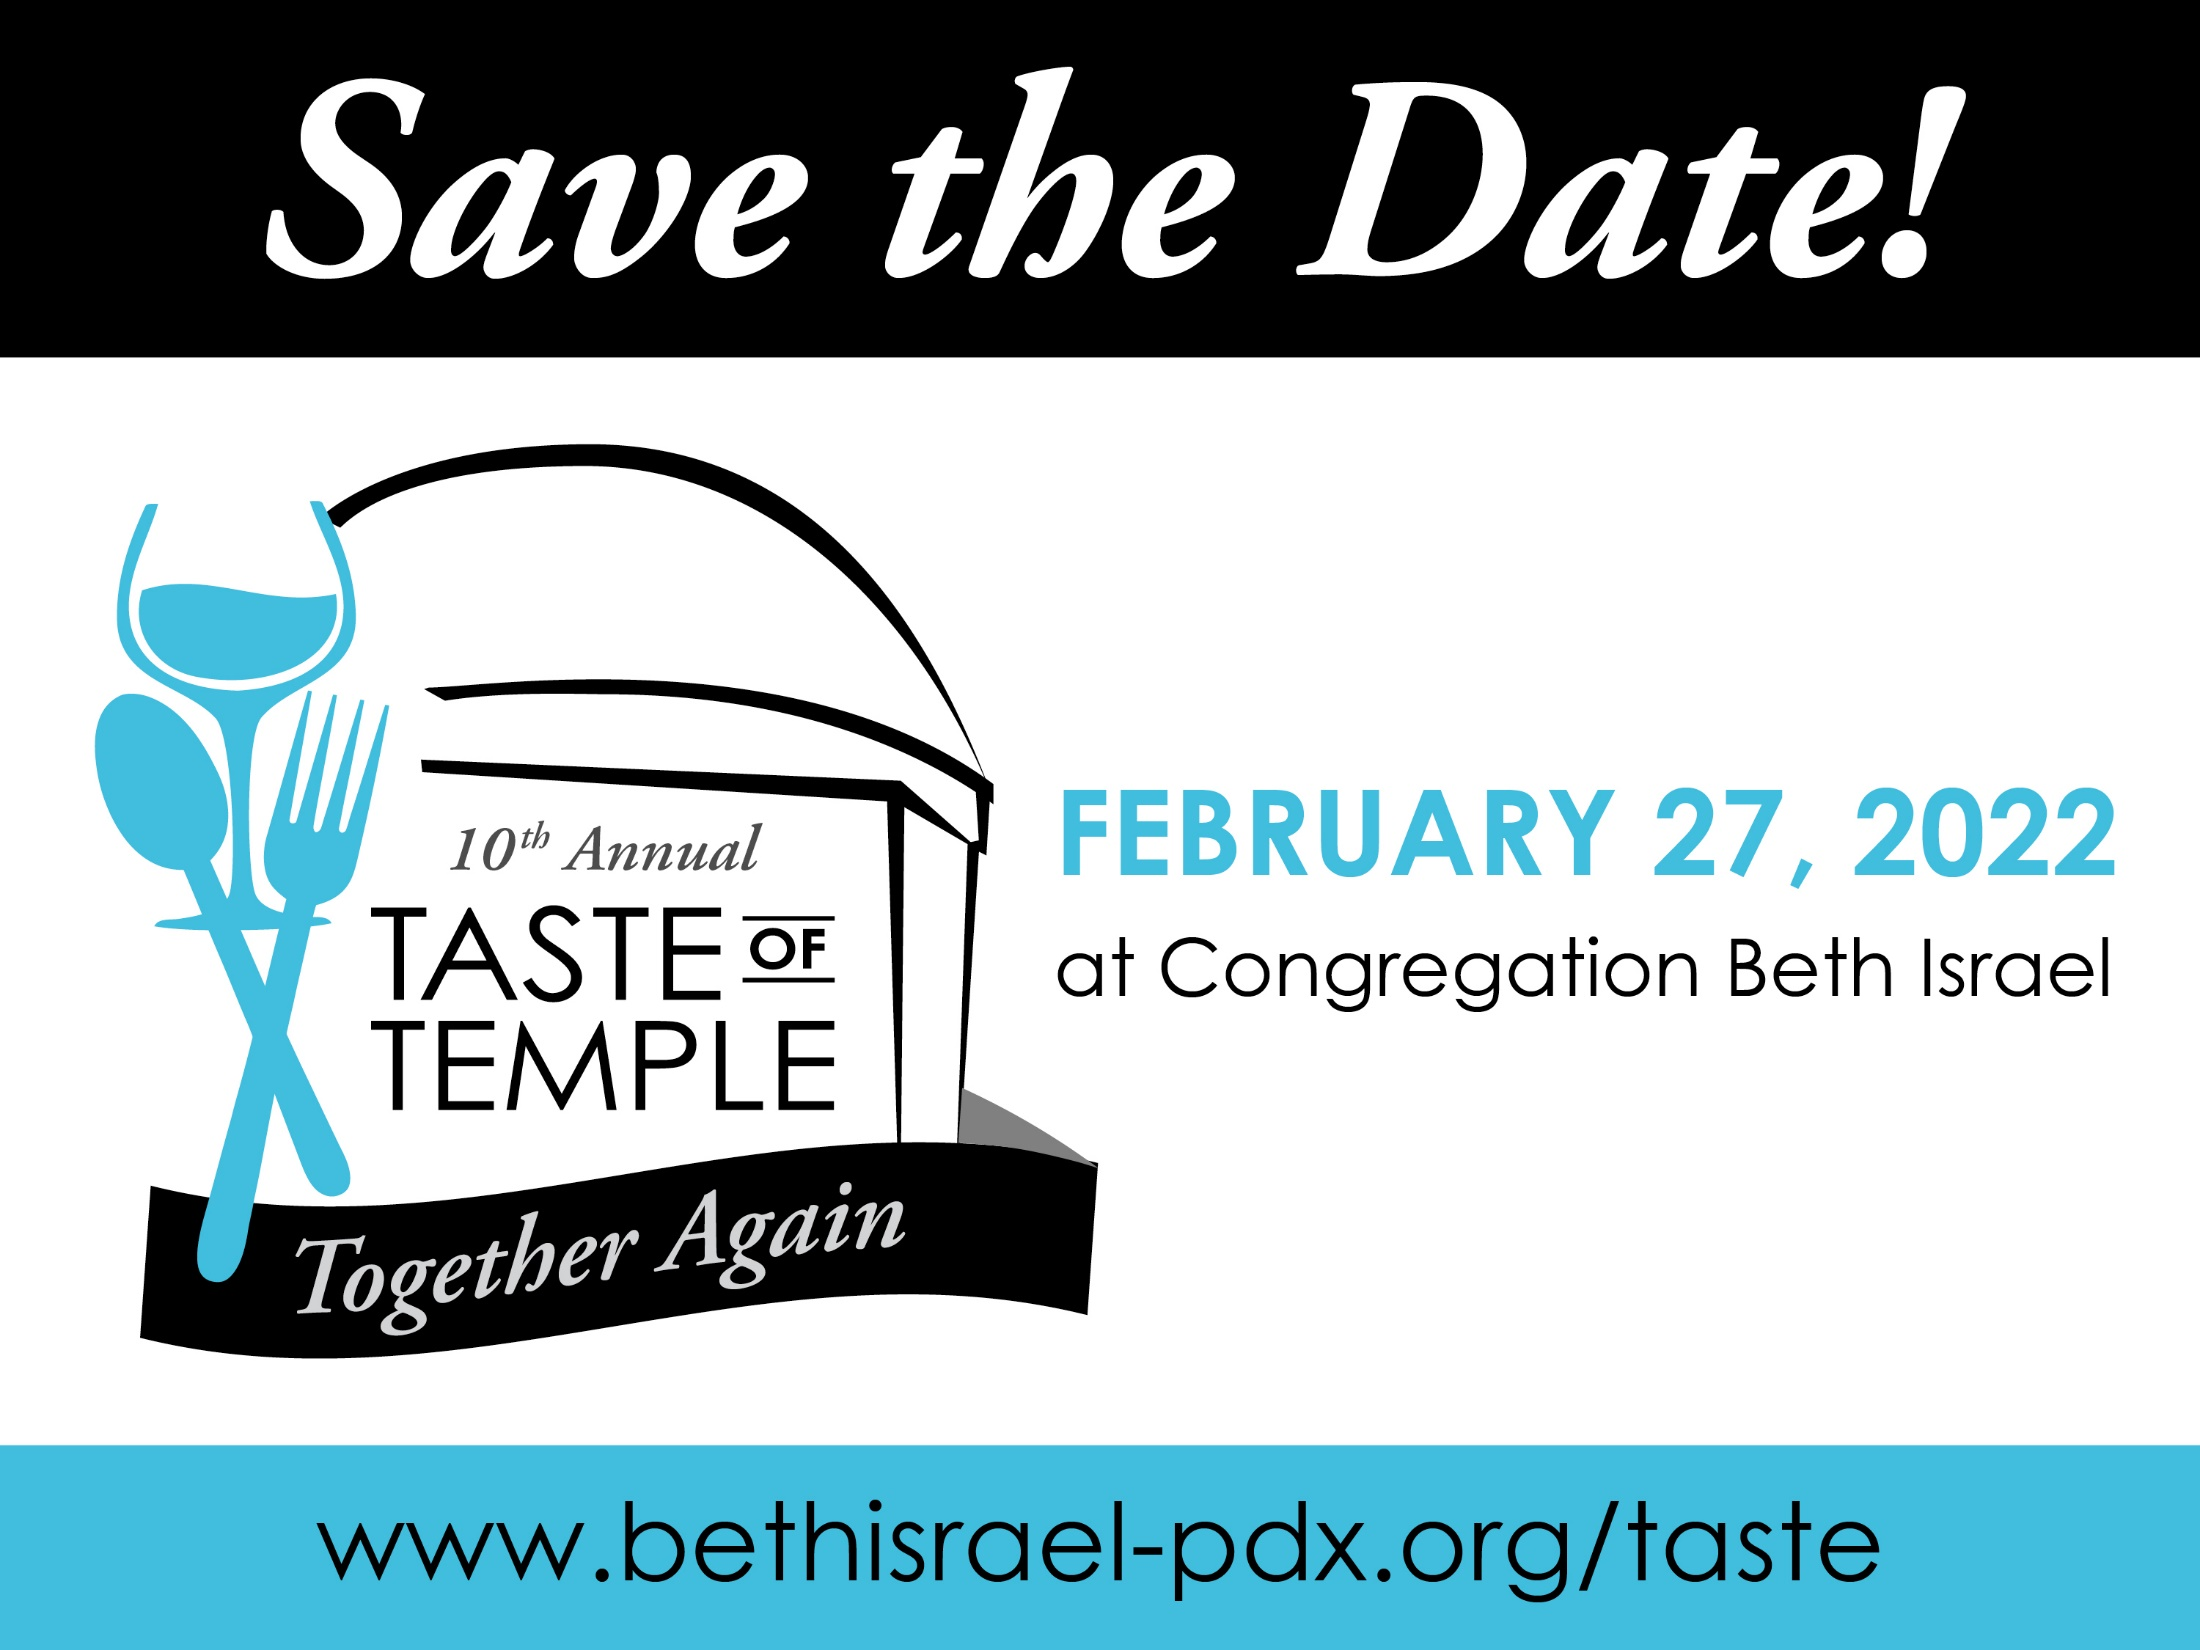 Save the Date!
10th Annual
TASTE OF
TEMPLE
Together Again
FEBRUARY 27, 2022
at Congregation Beth Israel
www.bethisrael-pdx.org/taste